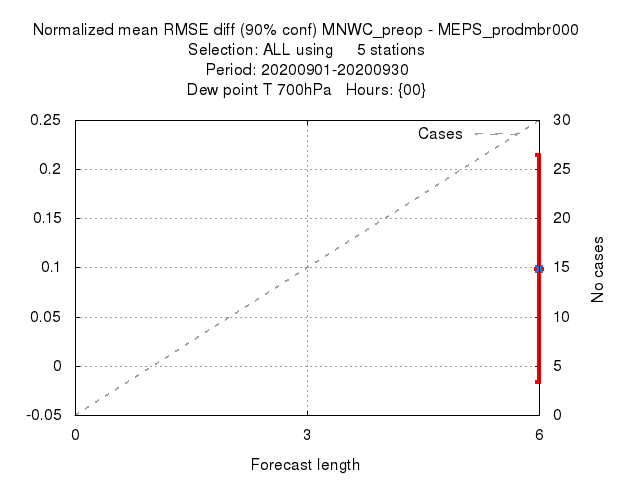 Normalized mean RMSE diff (90% conf) MNWC_preop - MEPS_prodmbr000
Selection: ALL using 5 stations
Period: 20200901-20200930
Dew point T 700hPa Hours: {00}
0.25 30
Cases
0.2 25
0.15 20
0.1 15
0.05 10
0 5
-0.05 0
No cases
0 3 6
Forecast length